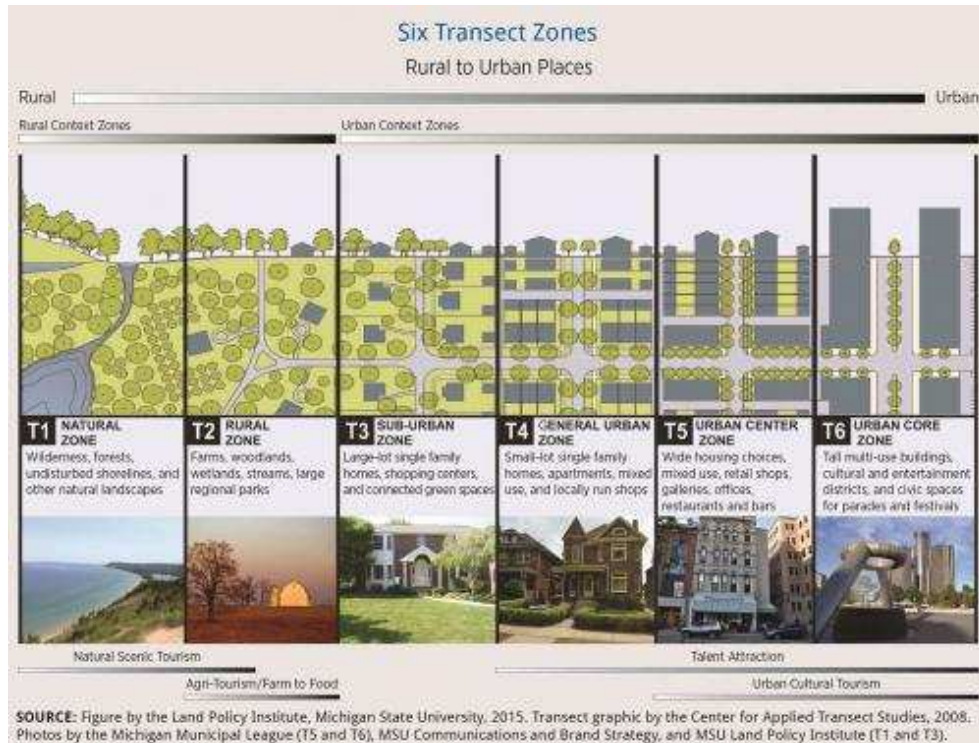 Six Transect Zones
Rural to Urban Places
Rural
Urban
Rural Context Zones
Urban Context Zones
T1 NATURAL
ZONE
Wilderness, forests,
undisturbed shorelines, and
other natural landscapes
T2 RURAL
ZONE
Farms, woodlands,
wetlands, streams, large
regional parks
T3 SUB-URBAN
ZONE
Large-lot single family
homes, shopping centers,
and connected green spaces
T4 GENERAL URBAN
ZONE
Small-lot single family
homes, apartments, mixed
use, and locally run shops
T5 URBAN CENTER
ZONE
Wide housing choices,
mixed use, retail shops,
galleries, offices,
restaurants and bars
T6 URBAN CORE
ZONE
Tall multi-use buildings,
cultural and entertainment
districts, and civic spaces
for parades and festivals
Natural Scenic Tourism
Talent Attraction
Agri-Tourism/Farm to Food
Urban Cultural Tourism
SOURCE: Figure by the Land Policy Institute, Michigan State University, 2015. Transect graphic by the Center for Applied Transect Studies, 2008.
Photos by the Michigan Municipal League (T5 and T6), MSU Communications and Brand Strategy, and MSU Land Policy Institute (T1 and T3).